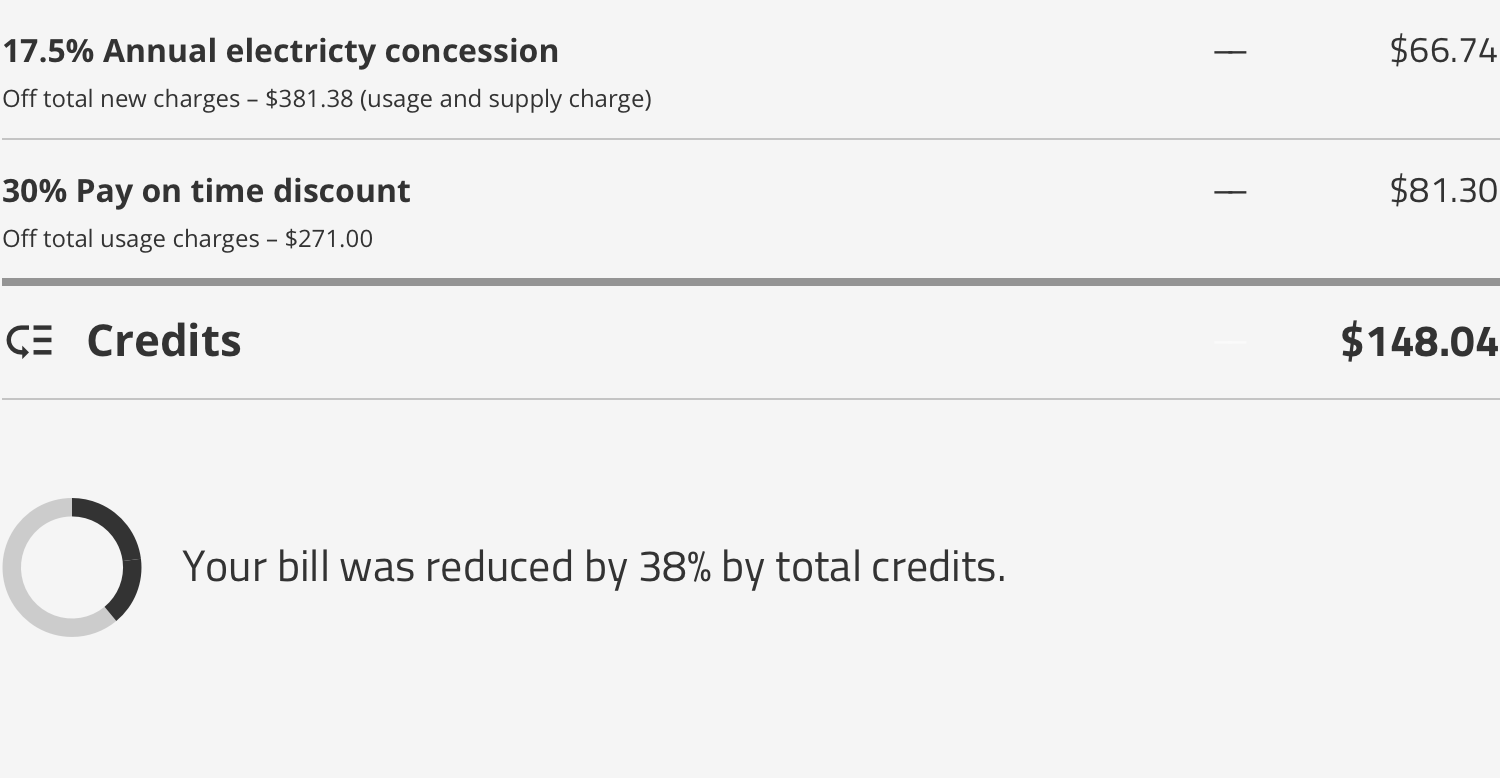 17.5% Annual electricty concession — $66.74
Off total new charges – $381.38 (usage and supply charge)
30% Pay on time discount — $81.30
Off total usage charges – $271.00
Credits — $148.04
Your bill was reduced by 38% by total credits.